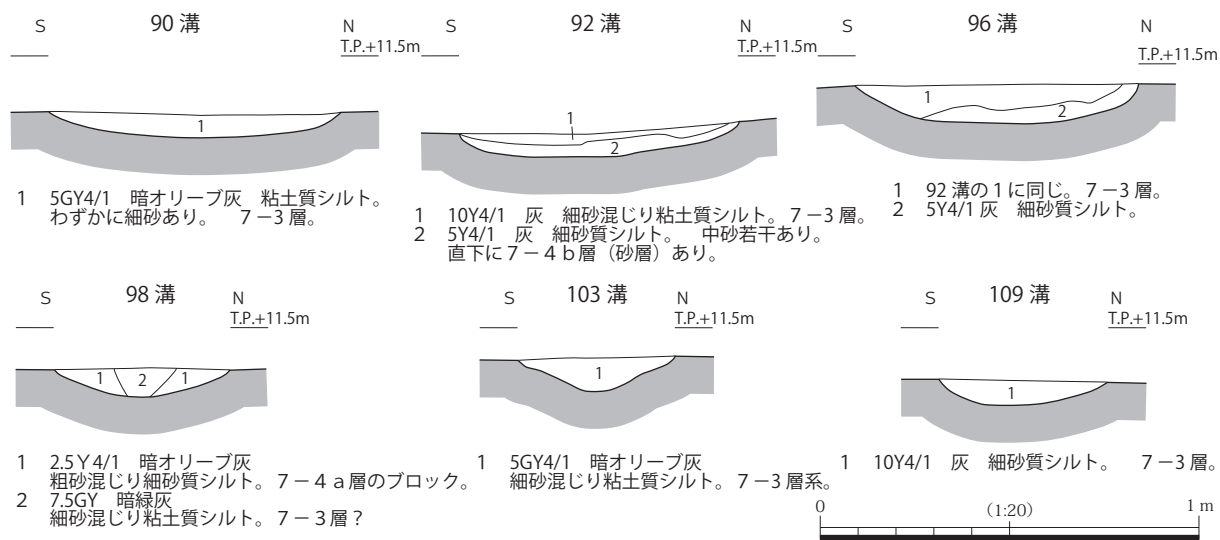 90 溝
S N
T.P.+11.5m
1
1 5GY4/1 暗オリーブ灰 粘土質シルト。
わずかに細砂あり。 7－3 層。
92 溝
S N
T.P.+11.5m
1
2
1 10Y4/1 灰 細砂混じり粘土質シルト。7－3層。
2 5Y4/1 灰 細砂質シルト。 中砂若干あり。
直下に7－4ｂ層（砂層）あり。
96 溝
S N
T.P.+11.5m
1
2
1 92 溝の1に同じ。7－3層。
2 5Y4/1 灰 細砂質シルト。
98 溝
S N
T.P.+11.5m
1 2 1
1 2.5Ｙ4/1 暗オリーブ灰
粗砂混じり細砂質シルト。7－4ａ層のブロック。
2 7.5GY 暗緑灰
細砂混じり粘土質シルト。7－3層？
103 溝
S N
T.P.+11.5m
1
1 5GY4/1 暗オリーブ灰
細砂混じり粘土質シルト。7－3層系。
109 溝
S N
T.P.+11.5m
1
1 10Y4/1 灰 細砂質シルト。 7－3層。
0 (1:20) 1 m